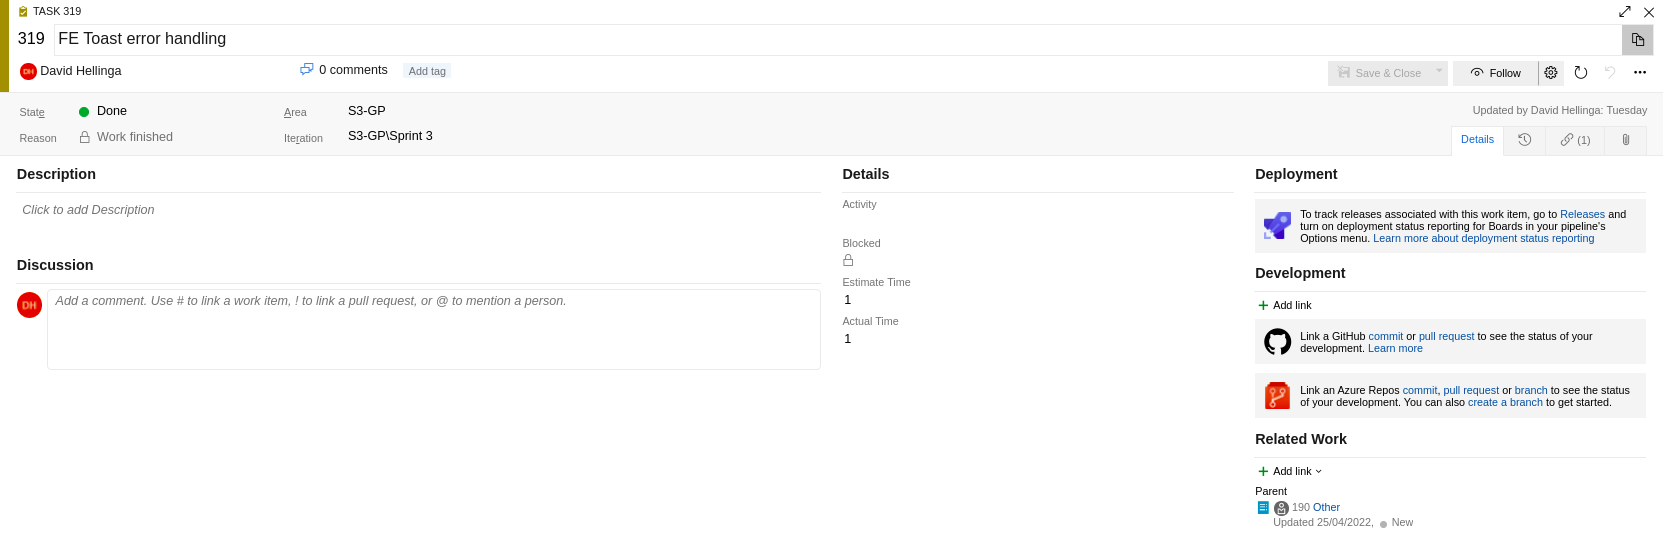 TASK 319
319 FE Toast error handling
DH David Hellinga 0 comments Add tag Save & Close Follow
State Done Area S3-GP Updated by David Hellinga: Tuesday
Reason Work finished Iteration S3-GP\Sprint 3
Details (1)
Description
Click to add Description
Discussion
DH Add a comment. Use # to link a work item, ! to link a pull request, or @ to mention a person.
Details
Activity
Blocked
Estimate Time
1
Actual Time
1
Deployment
To track releases associated with this work item, go to Releases and
turn on deployment status reporting for Boards in your pipeline's
Options menu. Learn more about deployment status reporting
Development
Add link
Link a GitHub commit or pull request to see the status of your
development. Learn more
Link an Azure Repos commit, pull request or branch to see the status
of your development. You can also create a branch to get started.
Related Work
Add link
Parent
190 Other
Updated 25/04/2022, New